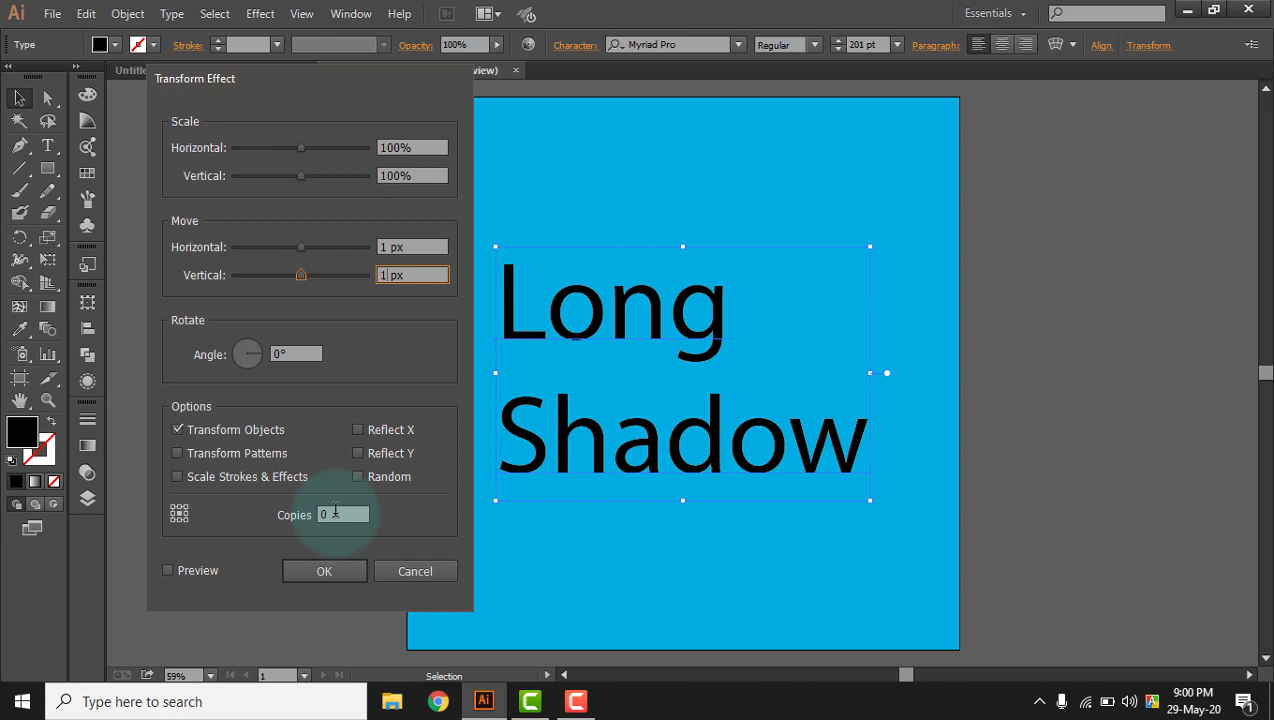 Ai File Edit Object Type Select Effect View Window Help Br Essentials
Type Stroke: Opacity: 100% Character: Myriad Pro Regular 201 pt Paragraph: Align Transform
Transform Effect
Scale
Horizontal: 100%
Vertical: 100%
Move
Horizontal: 1 px
Vertical: 1 px
Rotate
Angle: 0°
Options
Transform Objects Reflect X
Transform Patterns Reflect Y
Scale Strokes & Effects Random
Copies 0
Preview OK Cancel
Long
Shadow
59% 1 Selection
Type here to search
9:00 PM
29-May-20